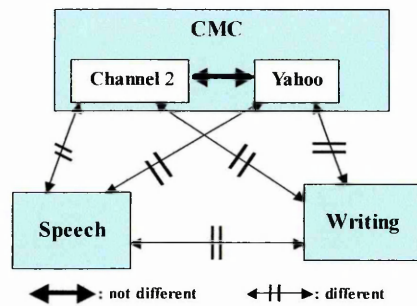 CMC
Channel 2
Yahoo
Speech
Writing
: not different
: different